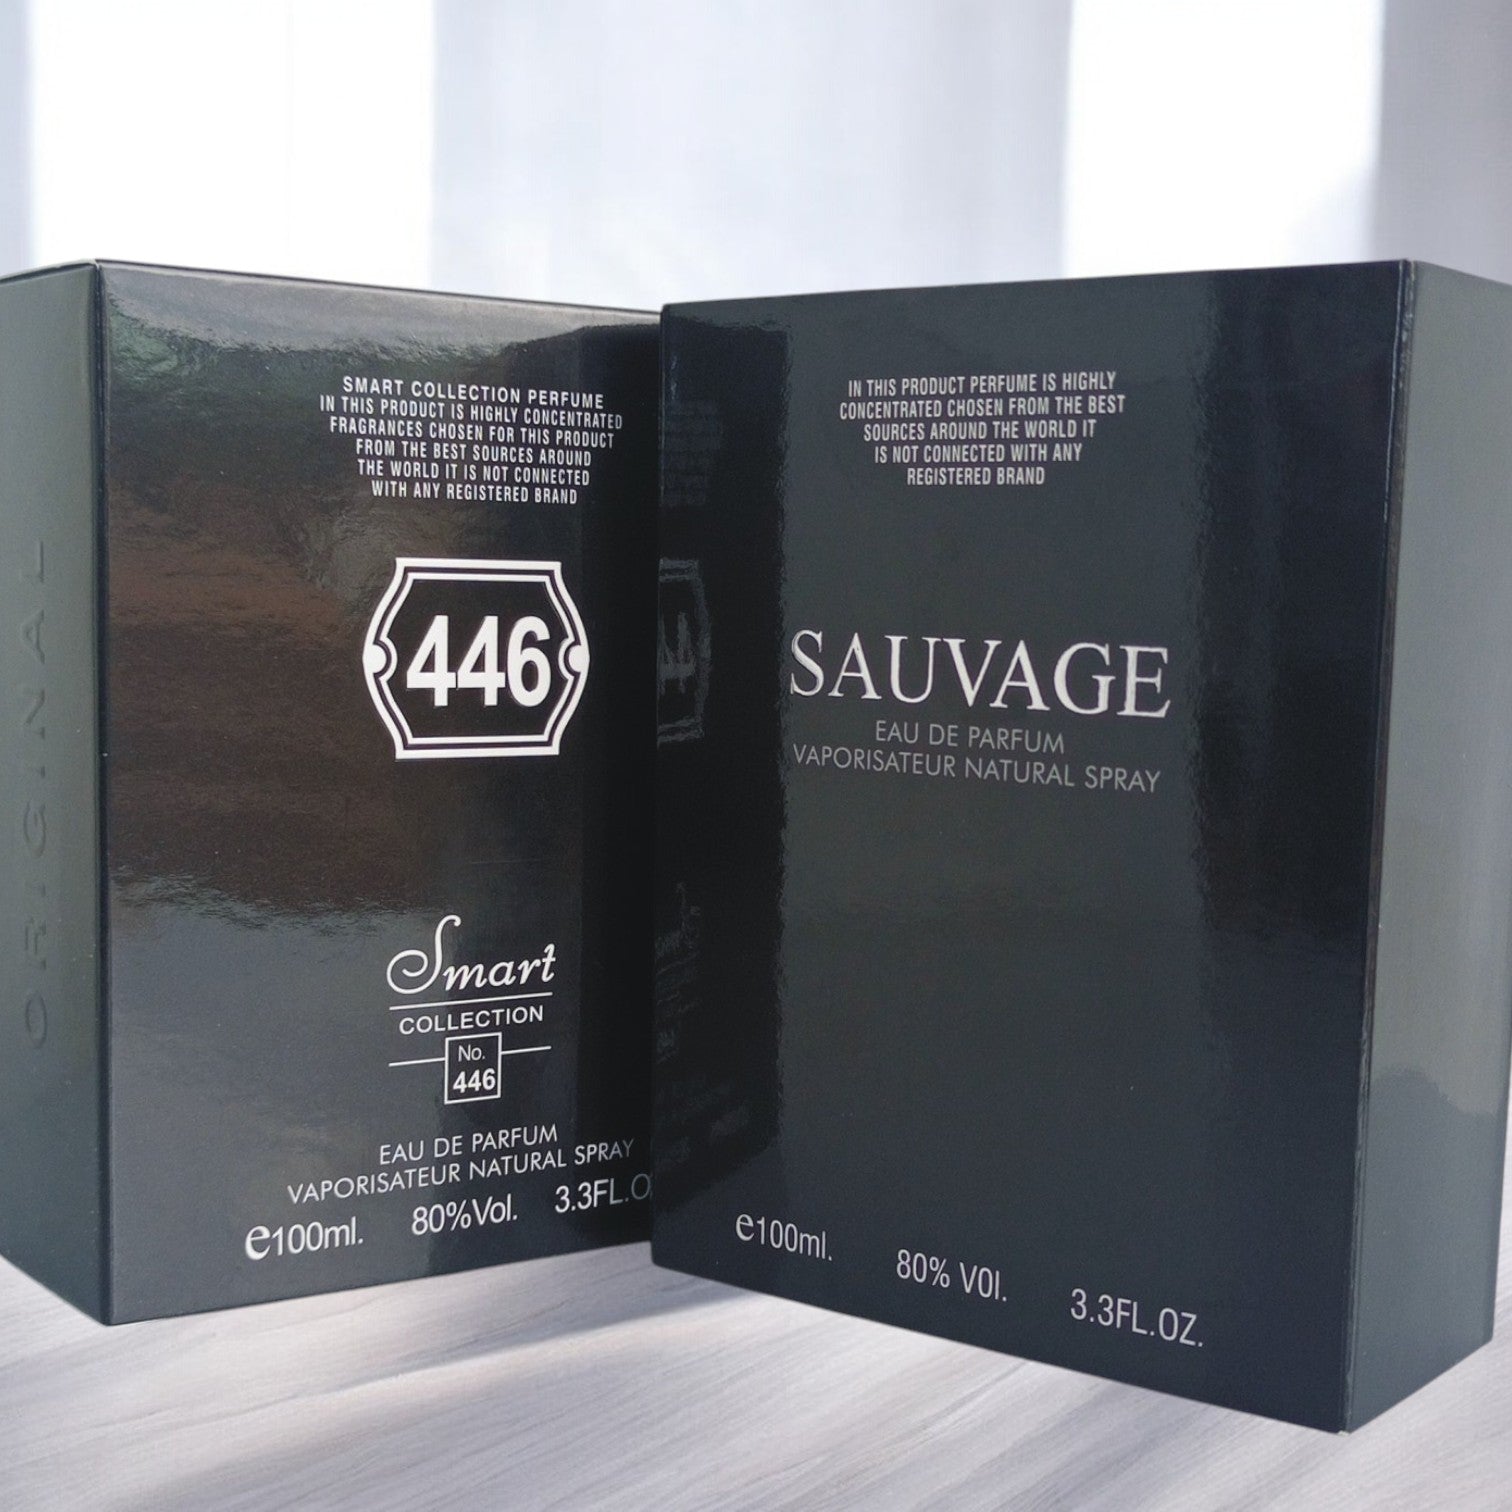 ORIGINAL
SMART COLLECTION PERFUME
IN THIS PRODUCT IS HIGHLY CONCENTRATED
FRAGRANCES CHOSEN FOR THIS PRODUCT
FROM THE BEST SOURCES AROUND
THE WORLD IT IS NOT CONNECTED
WITH ANY REGISTERED BRAND
446
Smart
COLLECTION
No.
446
EAU DE PARFUM
VAPORISATEUR NATURAL SPRAY
e100ml. 80%Vol. 3.3FL.O
IN THIS PRODUCT PERFUME IS HIGHLY
CONCENTRATED CHOSEN FROM THE BEST
SOURCES AROUND THE WORLD IT
IS NOT CONNECTED WITH ANY
REGISTERED BRAND
SAUVAGE
EAU DE PARFUM
VAPORISATEUR NATURAL SPRAY
e100ml. 80% V0l. 3.3FL.OZ.